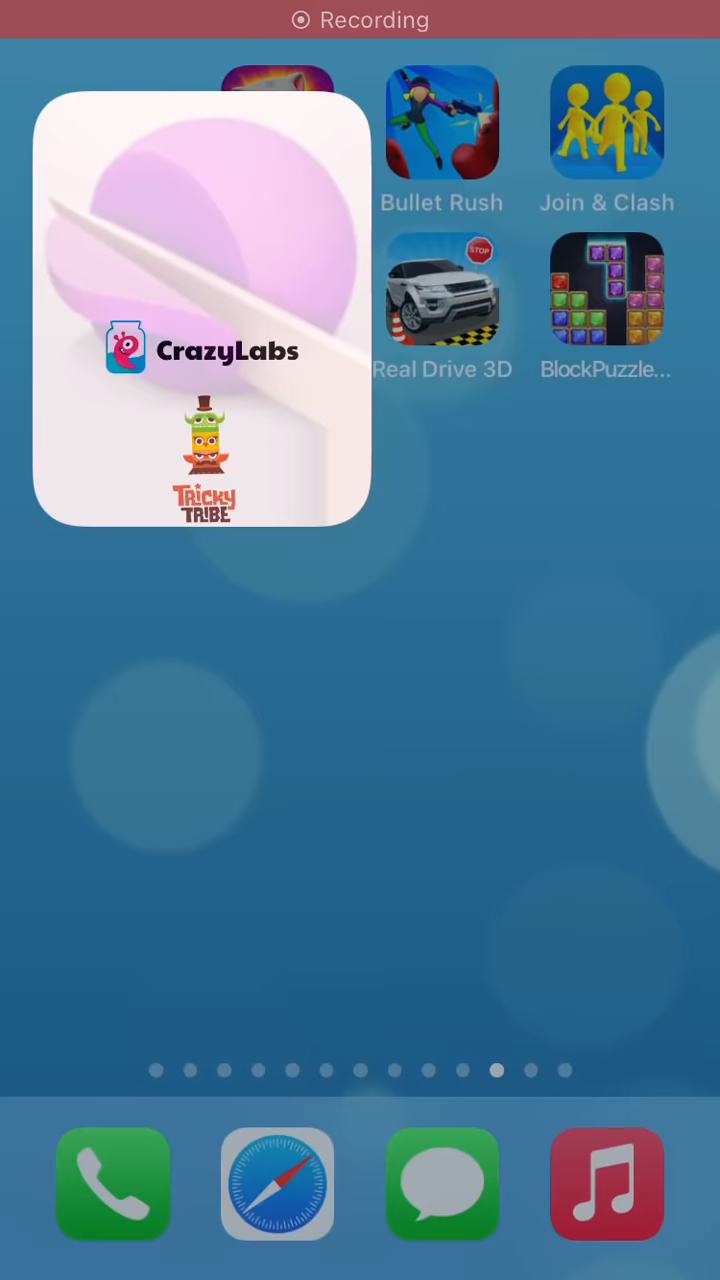 Recording
Bullet Rush
Join & Clash
STOP
Real Drive 3D
BlockPuzzle...
CrazyLabs
TRICKY
TRIBE